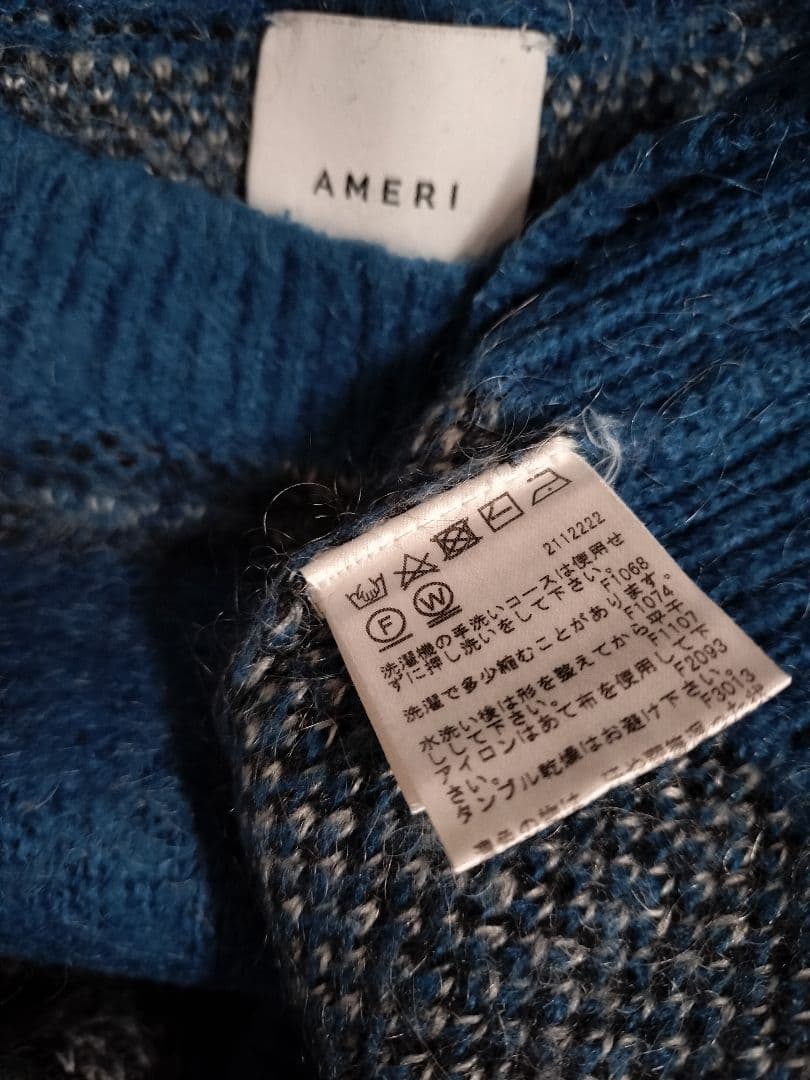 AMERI
F
W
2112222
洗濯機の手洗いコースは使用せ
ずに押し洗いをして下さい。F1068
洗濯で多少縮むことがあります。
F1074
水洗い後は形を整えてから平干
しして下さい。F1107
アイロンはあて布を使用して下
さい。F2093
タンブル乾燥はお避け下さい。
F3013